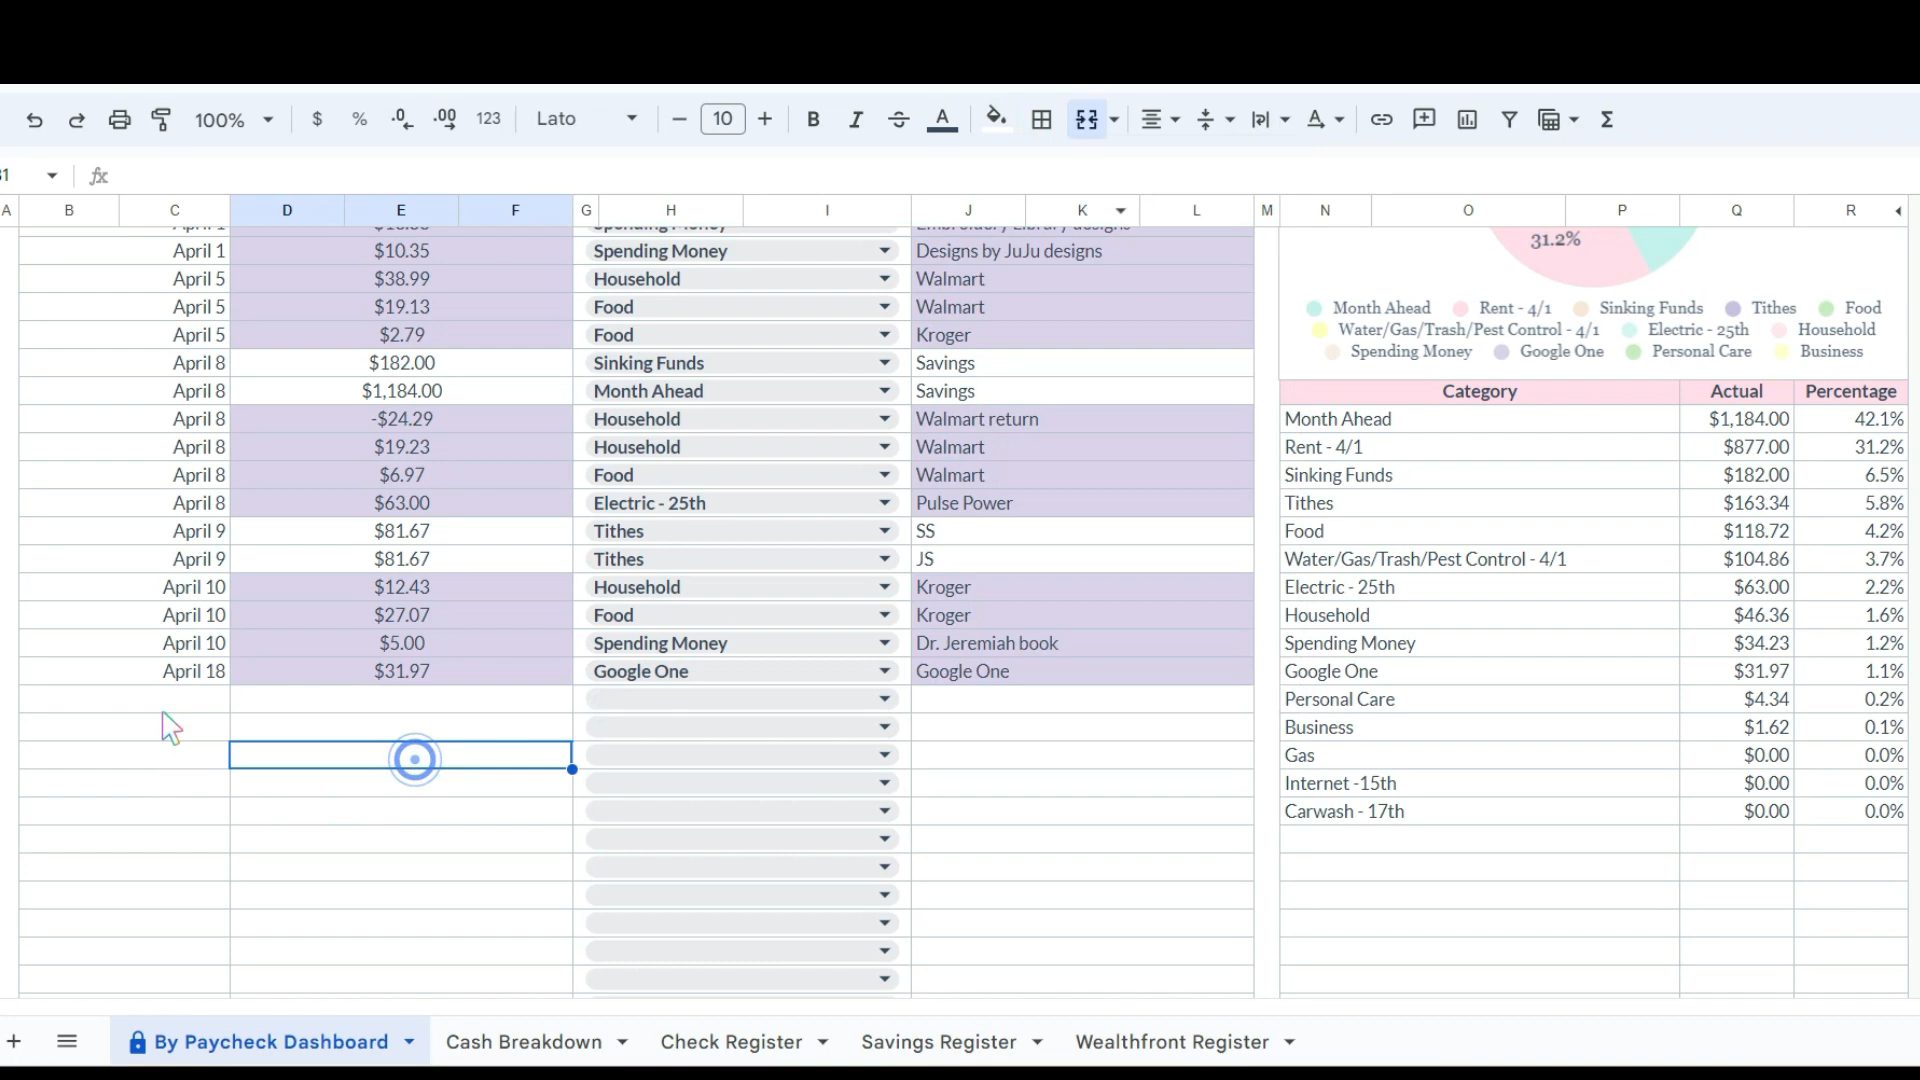 100% $ % .0 .00 123 Lato 10 B I A A Σ
fx
A B C D E F G H I J K L M N O P Q R
April 1 $10.35 Spending Money Designs by JuJu designs
April 5 $38.99 Household Walmart
April 5 $19.13 Food Walmart
April 5 $2.79 Food Kroger
April 8 $182.00 Sinking Funds Savings
April 8 $1,184.00 Month Ahead Savings
April 8 -$24.29 Household Walmart return
April 8 $19.23 Household Walmart
April 8 $6.97 Food Walmart
April 8 $63.00 Electric - 25th Pulse Power
April 9 $81.67 Tithes SS
April 9 $81.67 Tithes JS
April 10 $12.43 Household Kroger
April 10 $27.07 Food Kroger
April 10 $5.00 Spending Money Dr. Jeremiah book
April 18 $31.97 Google One Google One
31.2%
Month Ahead Rent - 4/1 Sinking Funds Tithes Food
Water/Gas/Trash/Pest Control - 4/1 Electric - 25th Household
Spending Money Google One Personal Care Business
Category Actual Percentage
Month Ahead $1,184.00 42.1%
Rent - 4/1 $877.00 31.2%
Sinking Funds $182.00 6.5%
Tithes $163.34 5.8%
Food $118.72 4.2%
Water/Gas/Trash/Pest Control - 4/1 $104.86 3.7%
Electric - 25th $63.00 2.2%
Household $46.36 1.6%
Spending Money $34.23 1.2%
Google One $31.97 1.1%
Personal Care $4.34 0.2%
Business $1.62 0.1%
Gas $0.00 0.0%
Internet -15th $0.00 0.0%
Carwash - 17th $0.00 0.0%
By Paycheck Dashboard Cash Breakdown Check Register Savings Register Wealthfront Register